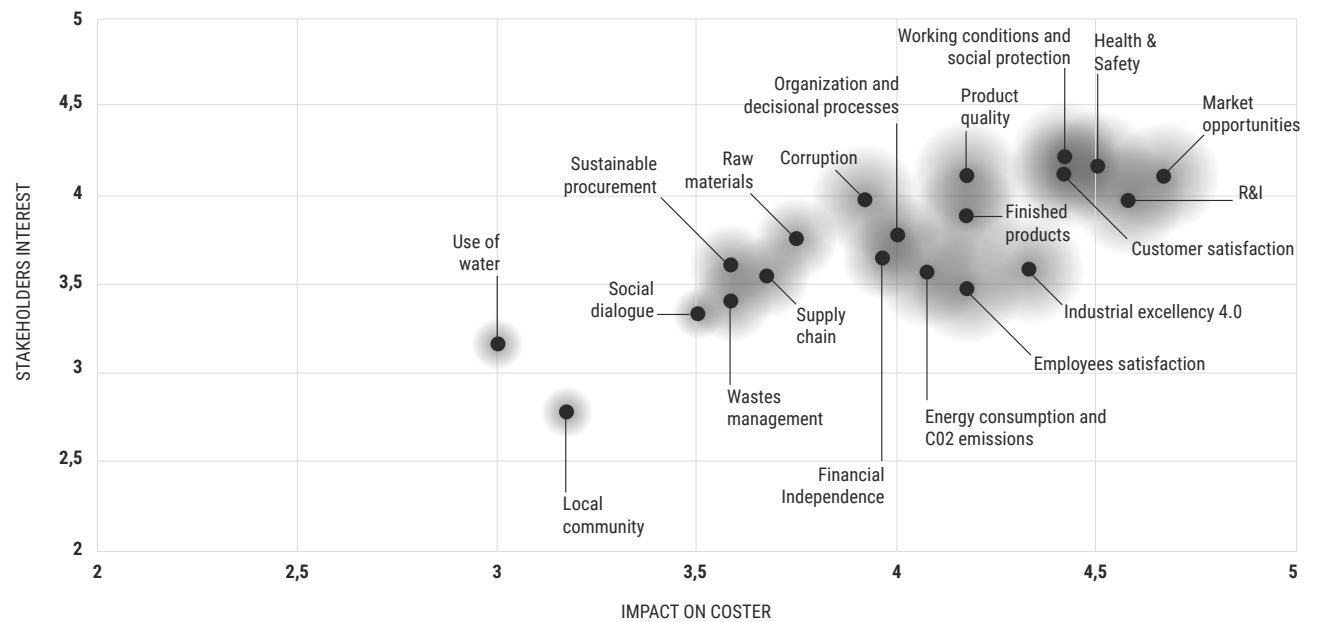 5
4,5
4
3,5
3
2,5
2
STAKEHOLDERS INTEREST
Working conditions and
social protection
Health &
Safety
Organization and
decisional processes
Product
quality
Market
opportunities
Sustainable
procurement
Raw
materials
Corruption
R&I
Finished
products
Customer satisfaction
Use of
water
Social
dialogue
Supply
chain
Industrial excellency 4.0
Employees satisfaction
Wastes
management
Energy consumption and
C02 emissions
Financial
Independence
Local
community
2
2,5
3
3,5
4
4,5
5
IMPACT ON COSTER